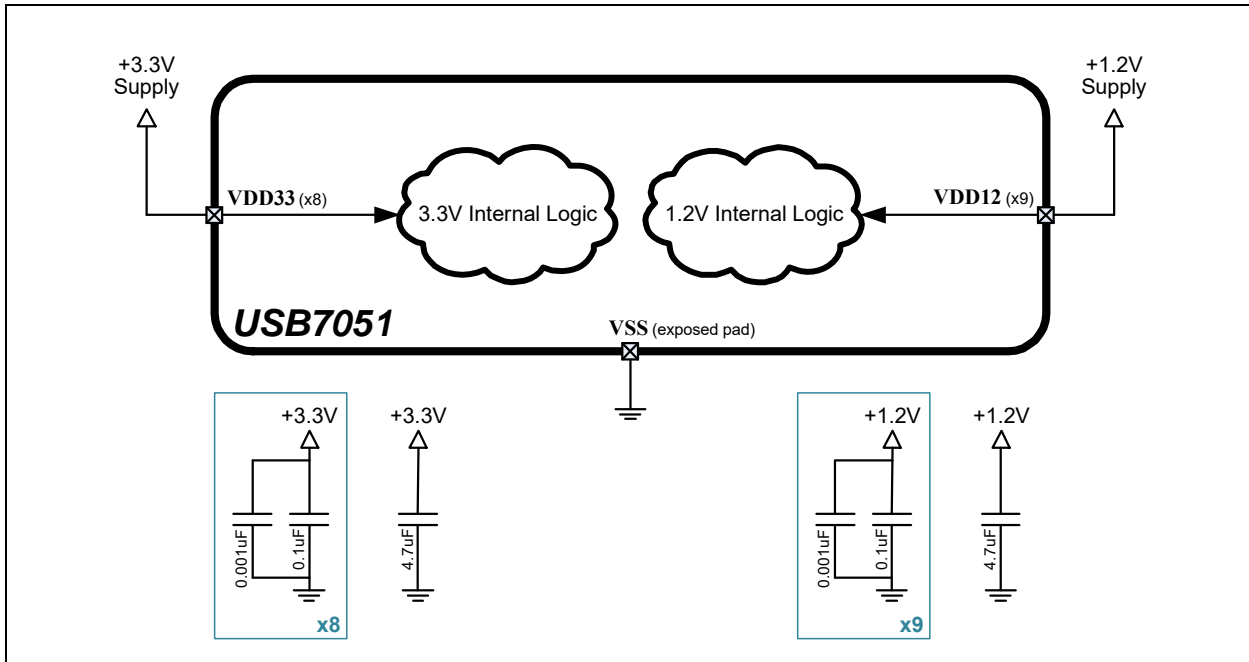 +3.3V
Supply
+1.2V
Supply
VDD33 (x8)
3.3V Internal Logic
1.2V Internal Logic
VDD12 (x9)
USB7051
VSS (exposed pad)
+3.3V
0.001uF
0.1uF
x8
+3.3V
4.7uF
+1.2V
0.001uF
0.1uF
x9
+1.2V
4.7uF